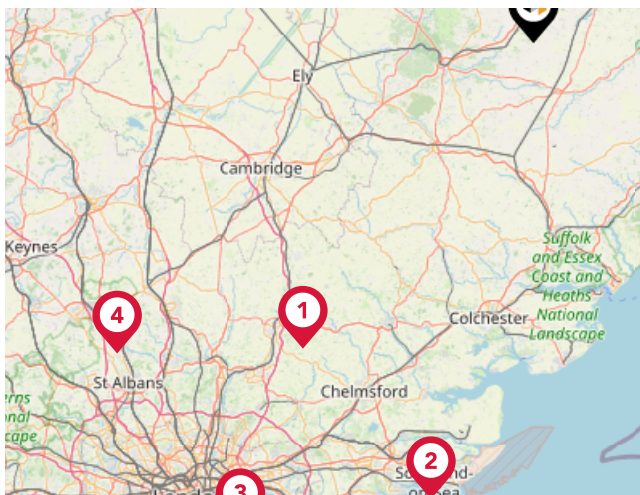 Ely
Cambridge
Keynes
Suffolk
and Essex
Coast and
Heaths
National
Landscape
1
4
Colchester
St Albans
Chelmsford
2
3